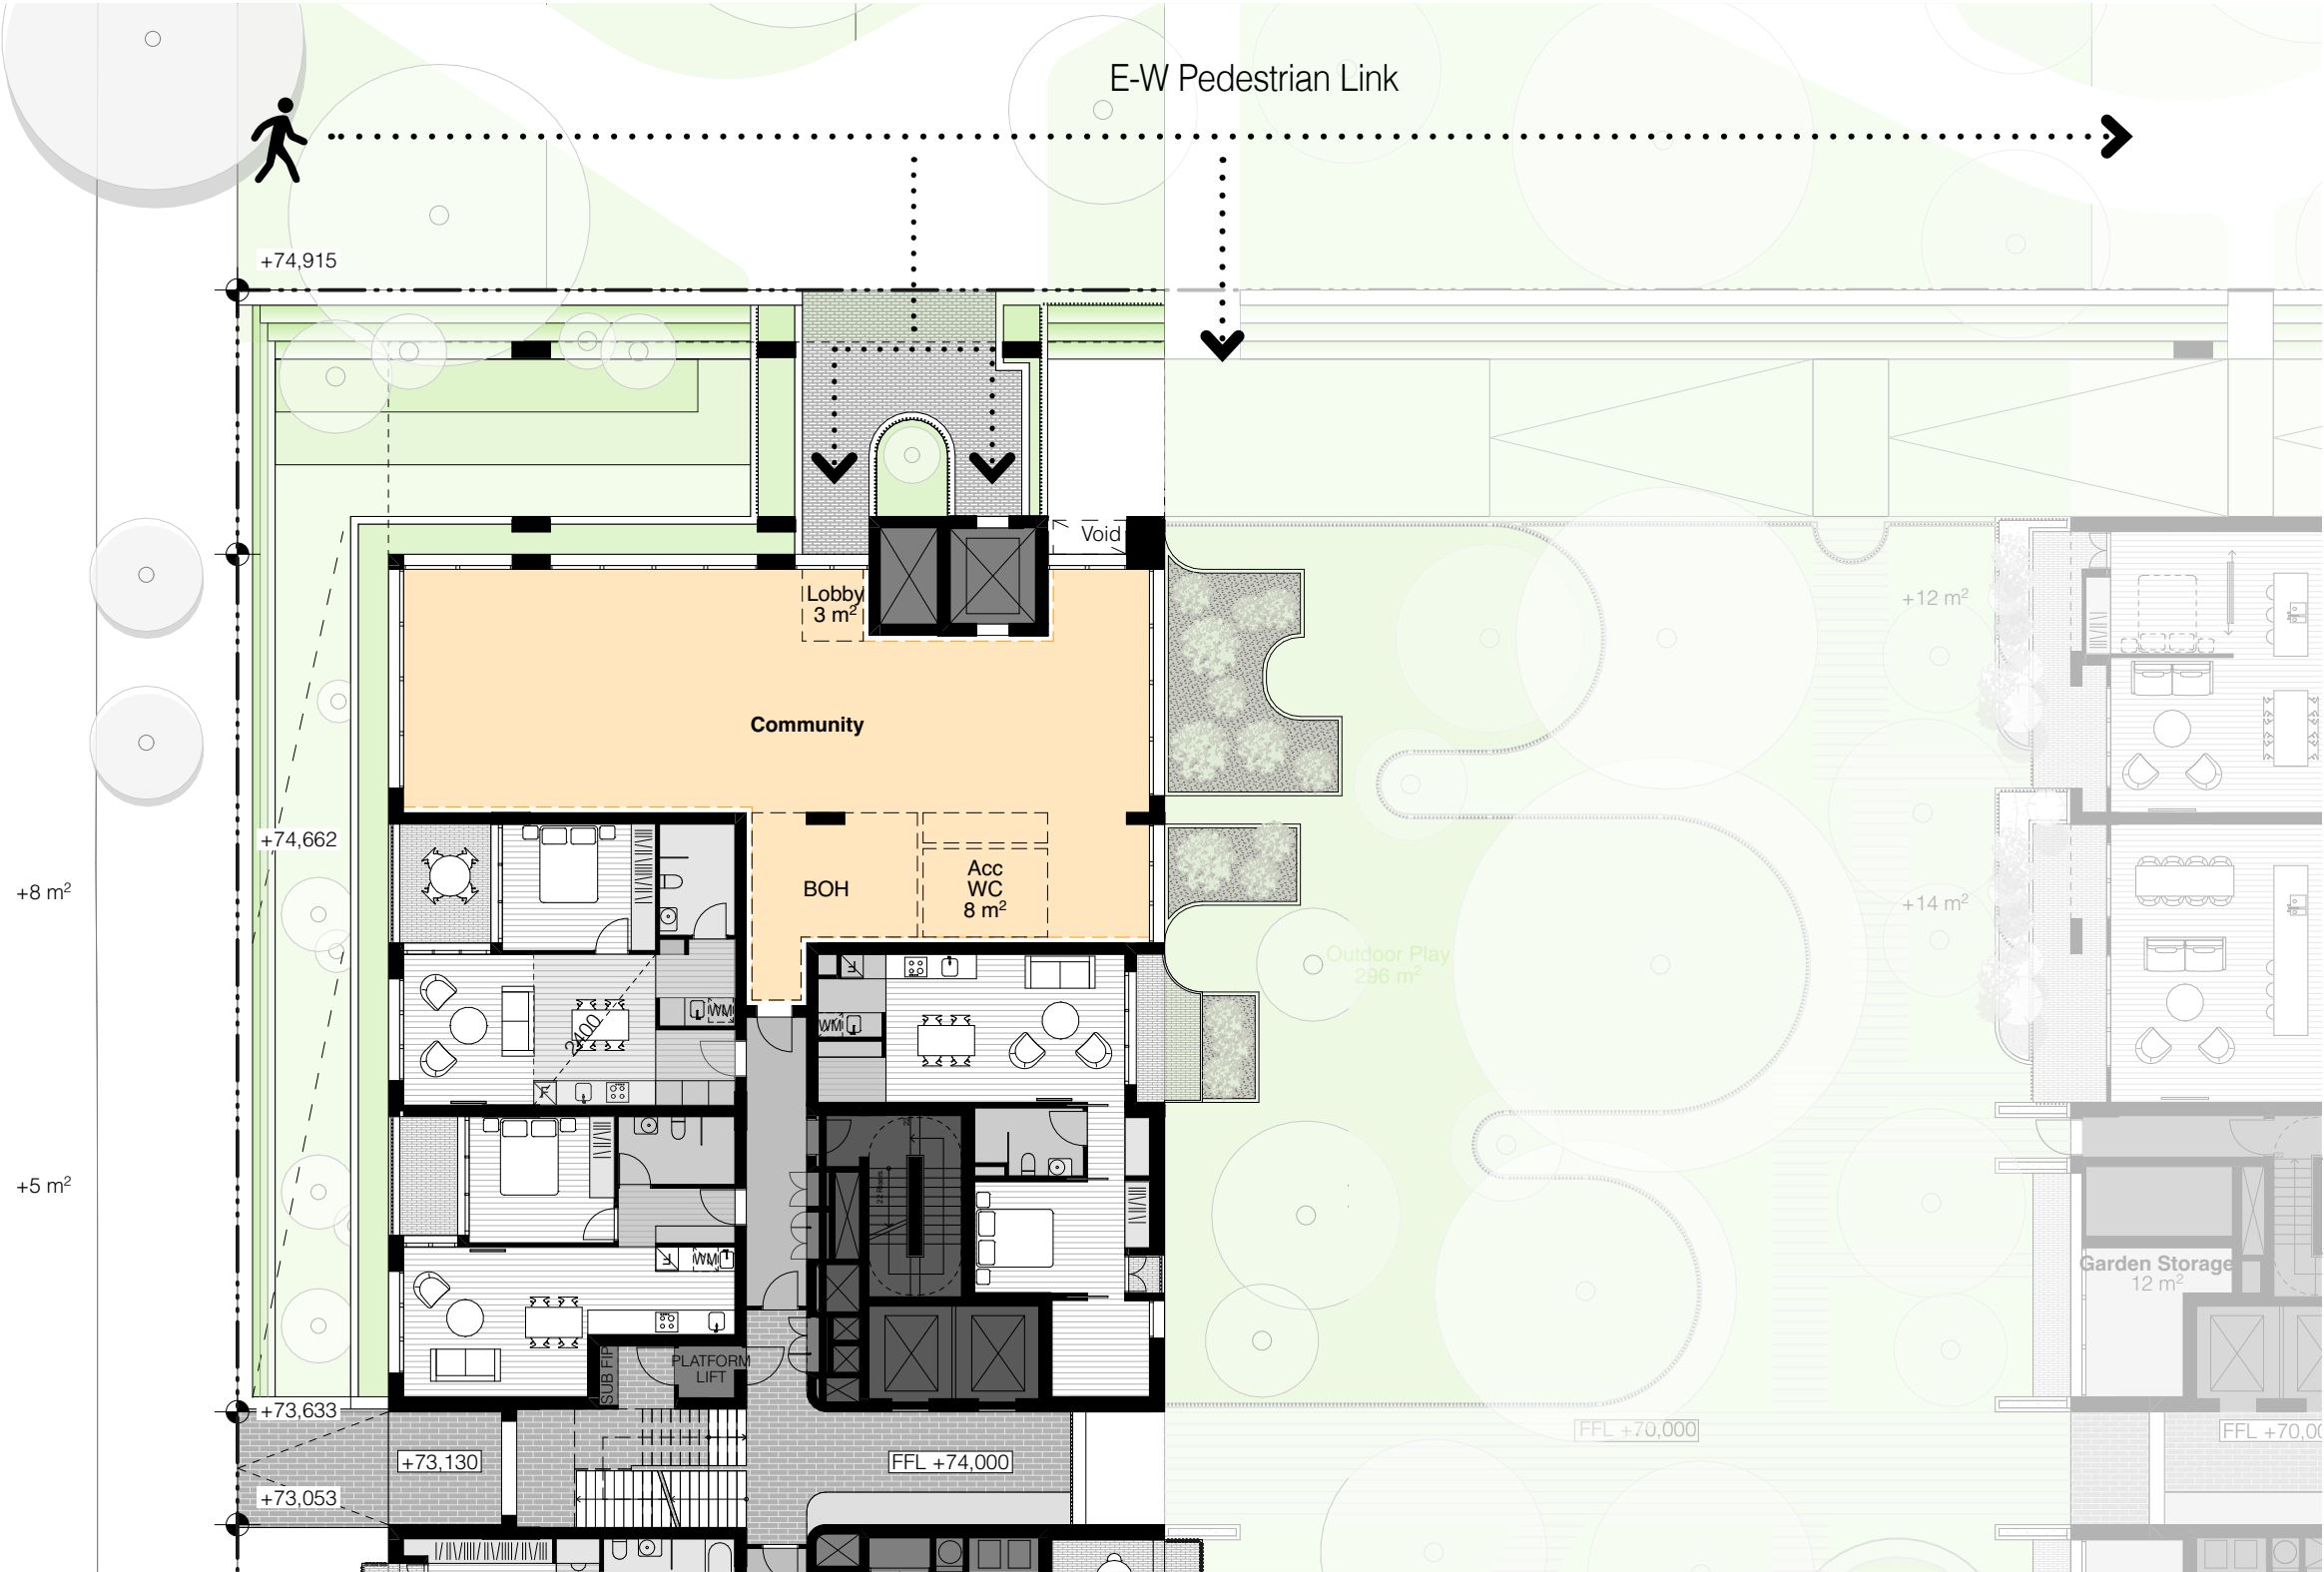 E-W Pedestrian Link
+74,915
Void
Lobby
3 m²
+12 m²
Community
+74,662
+8 m²
BOH
Acc
WC
8 m²
+14 m²
Outdoor Play
296 m²
WM
WM
2400
F
F
+5 m²
22 Risers
F
WM
Garden Storage
12 m²
SUB FIP
PLATFORM
LIFT
+73,633
FFL +70,000
+73,130
FFL +74,000
+73,053